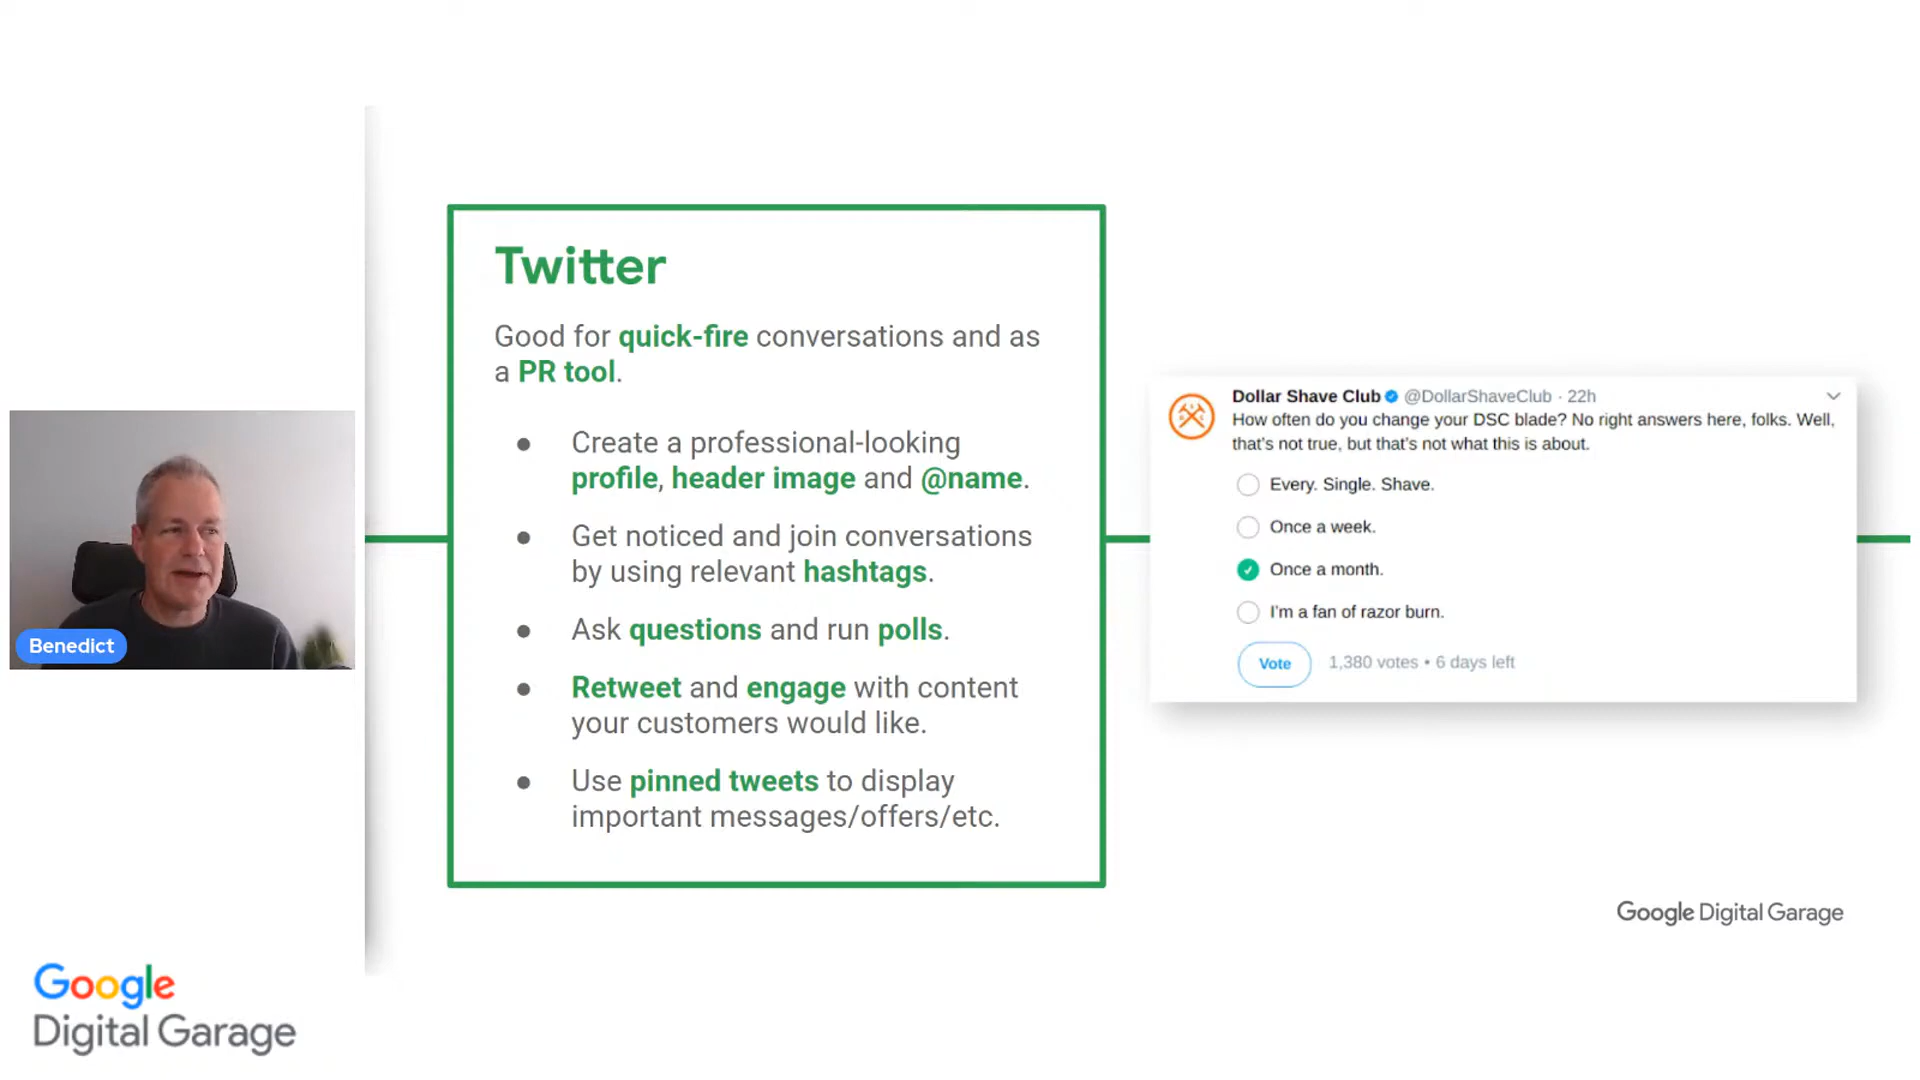 Twitter
Good for quick-fire conversations and as
a PR tool.
● Create a professional-looking
profile, header image and @name.
● Get noticed and join conversations
by using relevant hashtags.
● Ask questions and run polls.
● Retweet and engage with content
your customers would like.
● Use pinned tweets to display
important messages/offers/etc.
Dollar Shave Club @DollarShaveClub · 22h
How often do you change your DSC blade? No right answers here, folks. Well,
that's not true, but that's not what this is about.
Every. Single. Shave.
Once a week.
Once a month.
I'm a fan of razor burn.
Vote 1,380 votes • 6 days left
Benedict
Google Digital Garage
Google
Digital Garage